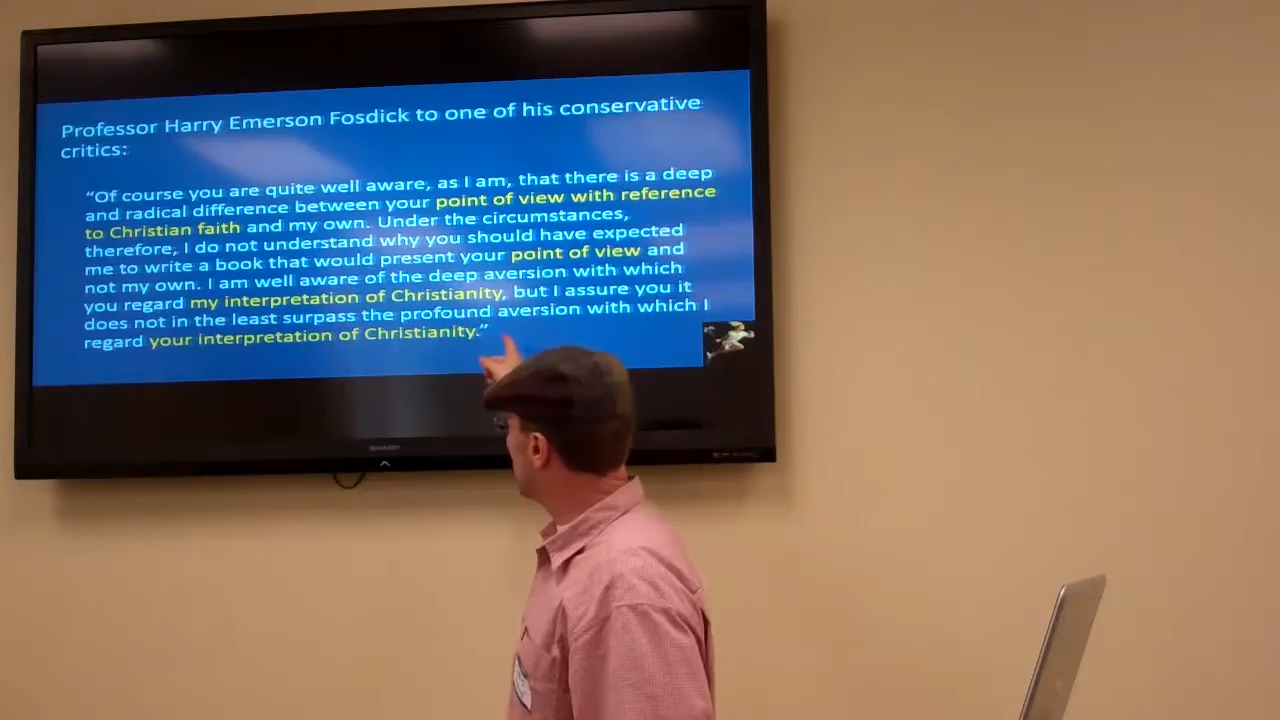 Professor Harry Emerson Fosdick to one of his conservative
critics:
“Of course you are quite well aware, as I am, that there is a deep
and radical difference between your point of view with reference
to Christian faith and my own. Under the circumstances,
therefore, I do not understand why you should have expected
me to write a book that would present your point of view and
not my own. I am well aware of the deep aversion with which
you regard my interpretation of Christianity, but I assure you it
does not in the least surpass the profound aversion with which I
regard your interpretation of Christianity.”
SHARP